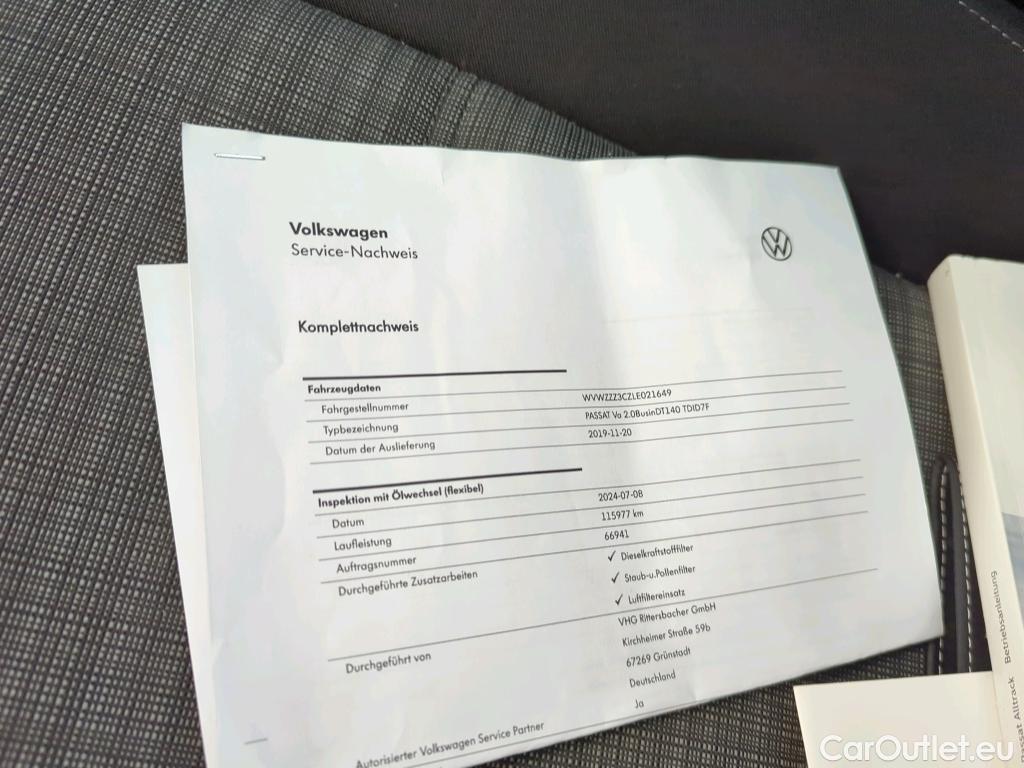 Volkswagen
Service-Nachweis
Komplettnachweis
Fahrzeugdaten
Fahrgestellnummer WVWZZZ3CZLE021649
Typbezeichnung PASSAT Va 2.0BusinDT140 TDID7F
Datum der Auslieferung 2019-11-20
Inspektion mit Ölwechsel (flexibel)
Datum 2024-07-08
Laufleistung 115977 km
Auftragsnummer 66941
Durchgeführte Zusatzarbeiten ✓ Dieselkraftstofffilter
✓ Staub-u.Pollenfilter
✓ Luftfiltereinsatz
Durchgeführt von VHG Rittersbacher GmbH
Kirchheimer Straße 59b
67269 Grünstadt
Deutschland
Autorisierter Volkswagen Service Partner Ja
Passat Alltrack Betriebsanleitung
CarOutlet.eu